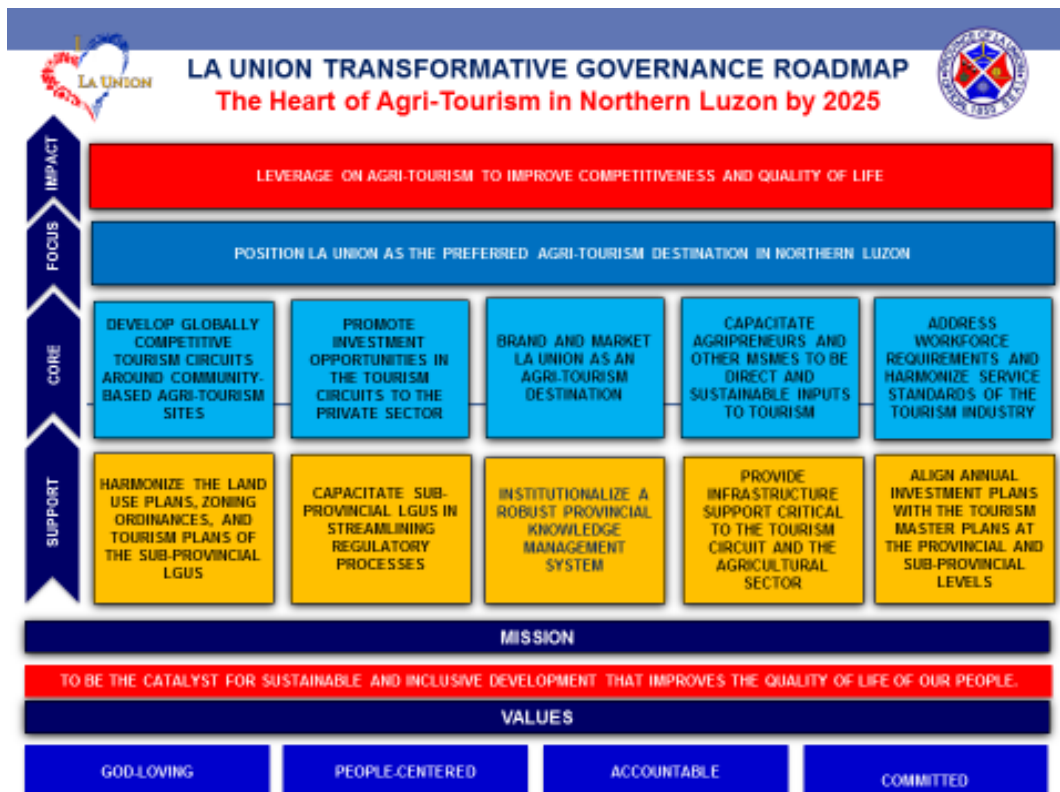 LA UNION
LA UNION TRANSFORMATIVE GOVERNANCE ROADMAP
The Heart of Agri-Tourism in Northern Luzon by 2025
PROVINCE OF LA UNION
OFFICIAL SEAL
1850
IMPACT
LEVERAGE ON AGRI-TOURISM TO IMPROVE COMPETITIVENESS AND QUALITY OF LIFE
FOCUS
POSITION LA UNION AS THE PREFERRED AGRI-TOURISM DESTINATION IN NORTHERN LUZON
CORE
DEVELOP GLOBALLY
COMPETITIVE
TOURISM CIRCUITS
AROUND COMMUNITY-
BASED AGRI-TOURISM
SITES
PROMOTE
INVESTMENT
OPPORTUNITIES IN
THE TOURISM
CIRCUITS TO THE
PRIVATE SECTOR
BRAND AND MARKET
LA UNION AS AN
AGRI-TOURISM
DESTINATION
CAPACITATE
AGRIPRENEURS AND
OTHER MSMES TO BE
DIRECT AND
SUSTAINABLE INPUTS
TO TOURISM
ADDRESS
WORKFORCE
REQUIREMENTS AND
HARMONIZE SERVICE
STANDARDS OF THE
TOURISM INDUSTRY
SUPPORT
HARMONIZE THE LAND
USE PLANS, ZONING
ORDINANCES, AND
TOURISM PLANS OF
THE SUB-PROVINCIAL
LGUS
CAPACITATE SUB-
PROVINCIAL LGUS IN
STREAMLINING
REGULATORY
PROCESSES
INSTITUTIONALIZE A
ROBUST PROVINCIAL
KNOWLEDGE
MANAGEMENT
SYSTEM
PROVIDE
INFRASTRUCTURE
SUPPORT CRITICAL
TO THE TOURISM
CIRCUIT AND THE
AGRICULTURAL
SECTOR
ALIGN ANNUAL
INVESTMENT PLANS
WITH THE TOURISM
MASTER PLANS AT
THE PROVINCIAL AND
SUB-PROVINCIAL
LEVELS
MISSION
TO BE THE CATALYST FOR SUSTAINABLE AND INCLUSIVE DEVELOPMENT THAT IMPROVES THE QUALITY OF LIFE OF OUR PEOPLE.
VALUES
GOD-LOVING
PEOPLE-CENTERED
ACCOUNTABLE
COMMITTED